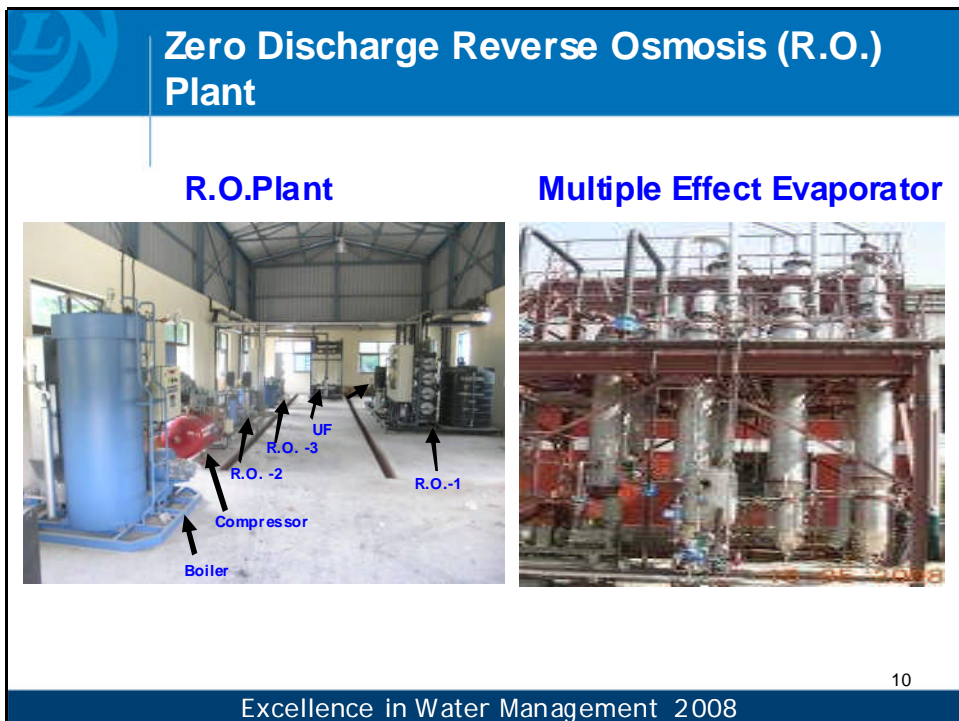 Zero Discharge Reverse Osmosis (R.O.)
Plant
R.O.Plant
Multiple Effect Evaporator
UF
R.O. -3
R.O. -2
R.O.-1
Compressor
Boiler
10
Excellence in Water Management 2008